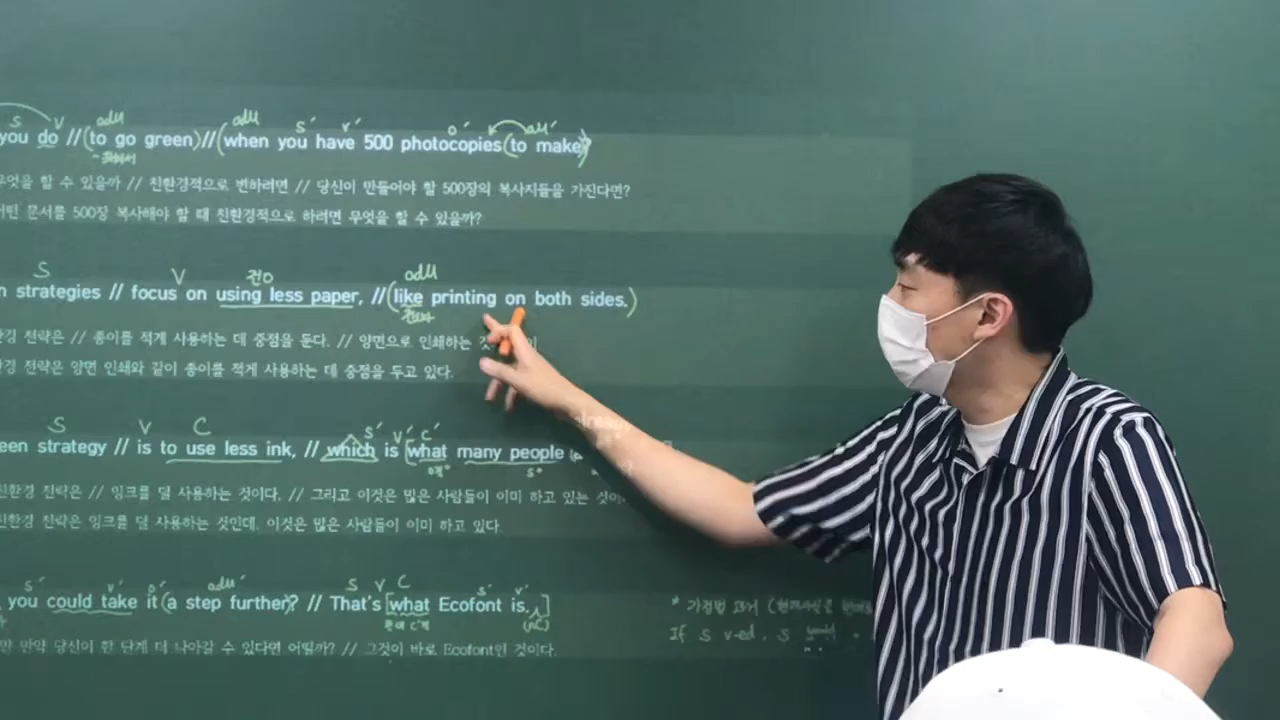 S V adv adv S' V' O' adj'
you do // (to go green) // (when you have 500 photocopies (to make)
무엇을 할 수 있을까 // 친환경적으로 변하려면 // 당신이 만들어야 할 500장의 복사지들을 가진다면?
문서를 500장 복사해야 할 때 친환경적으로 하려면 무엇을 할 수 있을까?
S V 전O adv
strategies // focus on using less paper, // (like printing on both sides.)
전략은 // 종이를 적게 사용하는 데 중점을 둔다. // 양면으로 인쇄하는
전략은 양면 인쇄와 같이 종이를 적게 사용하는 데 중점을 두고 있다.
S V C S' V' C'
strategy // is to use less ink, // which is [what many people
친환경 전략은 // 잉크를 덜 사용하는 것이다. // 그리고 이것은 많은 사람들이 이미 하고 있는
친환경 전략은 잉크를 덜 사용하는 것인데, 이것은 많은 사람들이 이미 하고 있다.
S' V' O' adv' S V C S' V'
you could take it (a step further)? // That's [what Ecofont is. ]
만약 당신이 한 단계 더 나아갈 수 있다면 어떨까? // 그것이 바로 Ecofont인 것이다.
* 가정법 과거
If S v-ed, S would